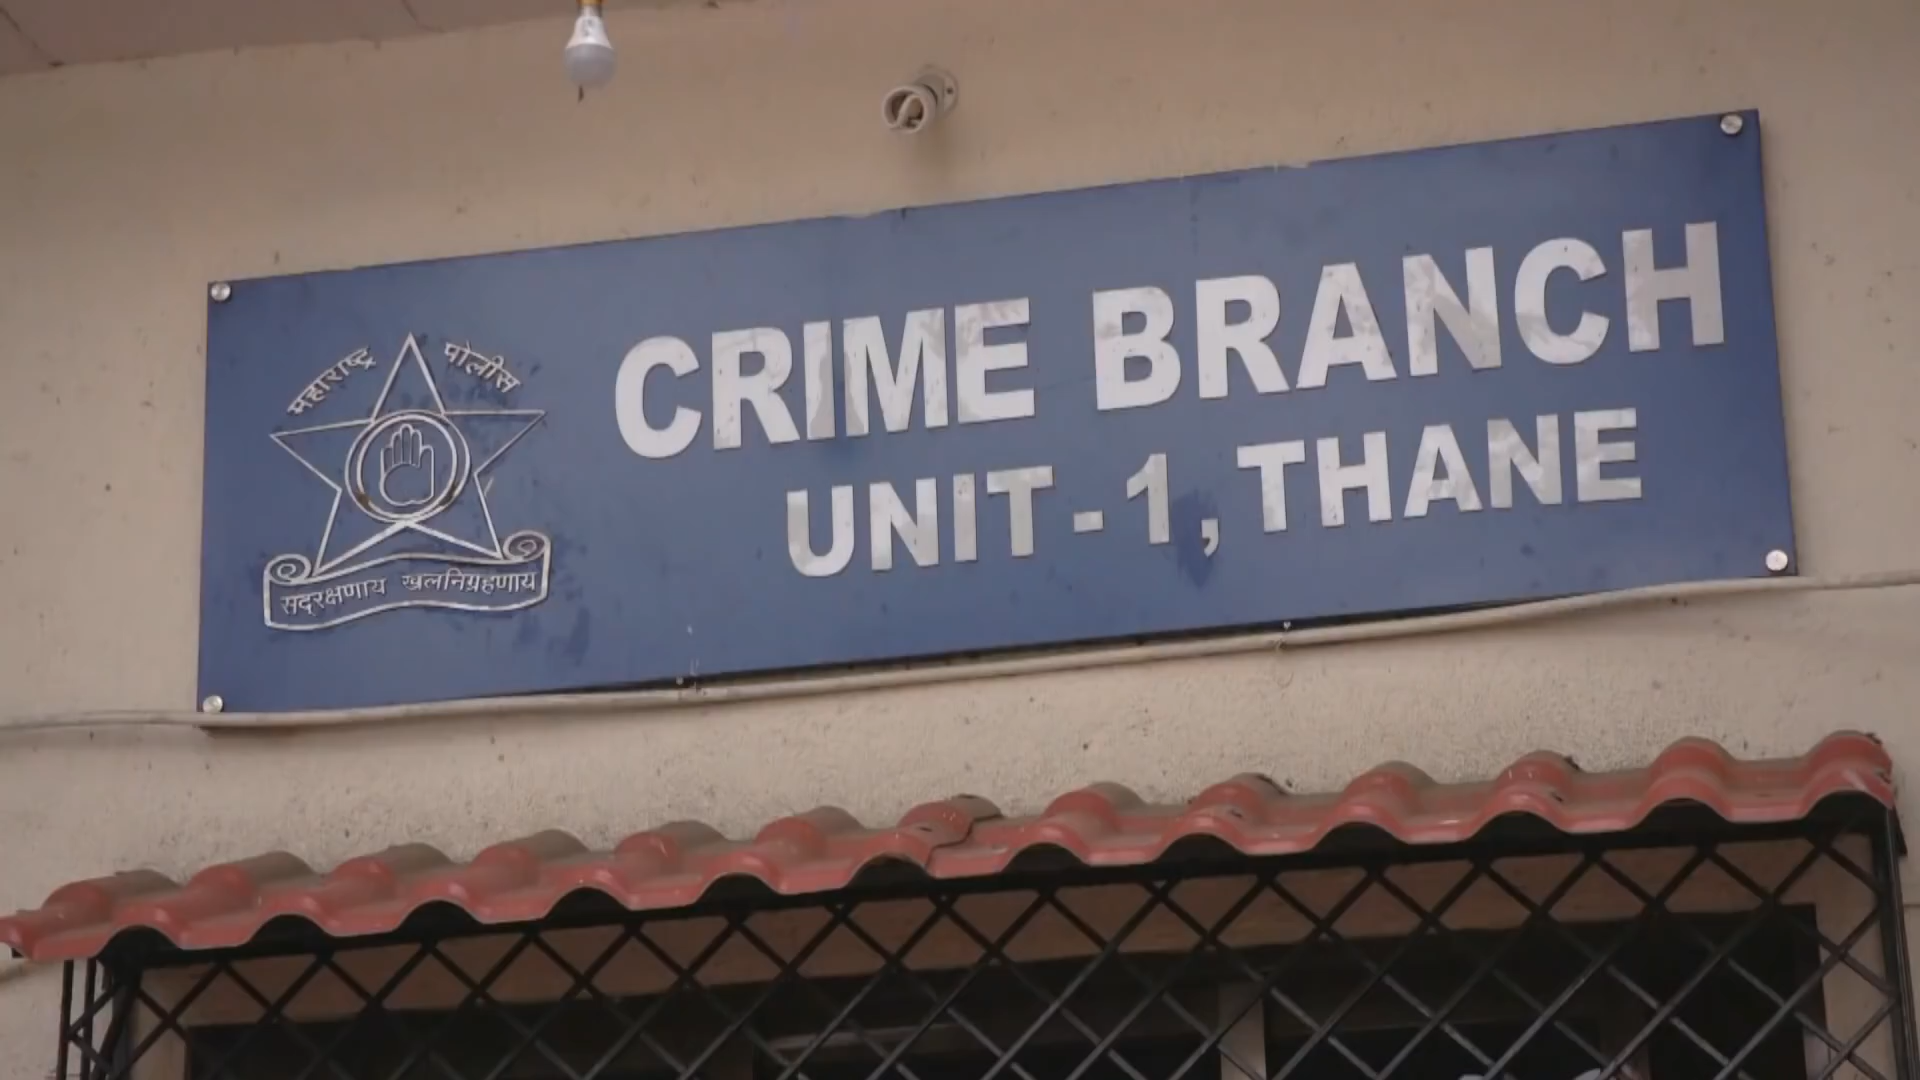 महाराष्ट्र पोलीस
सद्रक्षणाय खलनिग्रहणाय
CRIME BRANCH
UNIT-1, THANE